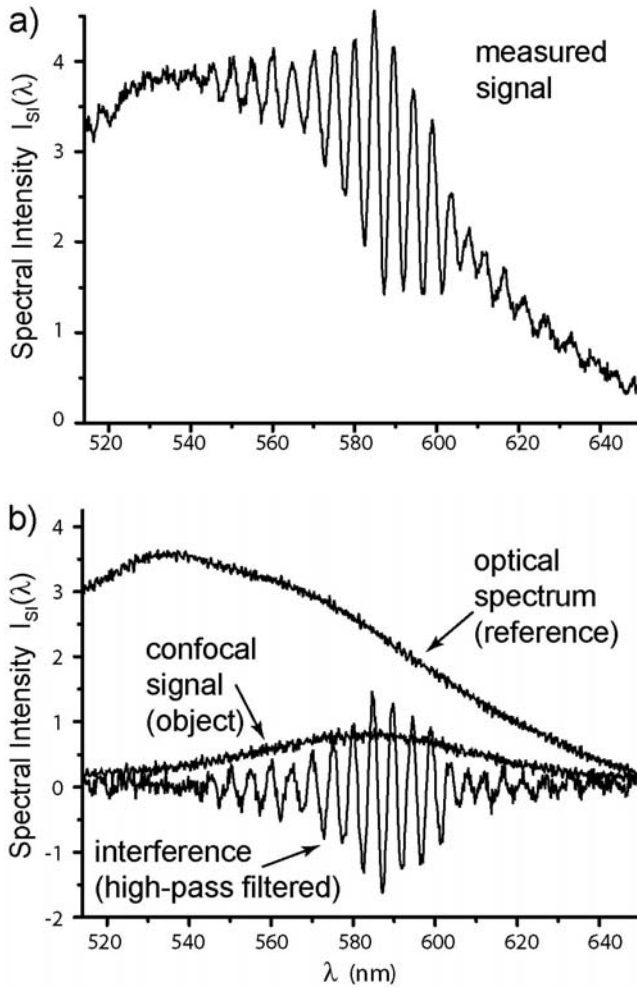 a)
measured
signal
Spectral Intensity I_SI(λ)
4
3
2
1
0
520 540 560 580 600 620 640
b)
optical
spectrum
(reference)
confocal
signal
(object)
interference
(high-pass filtered)
Spectral Intensity I_SI(λ)
4
3
2
1
0
-1
-2
520 540 560 580 600 620 640
λ (nm)